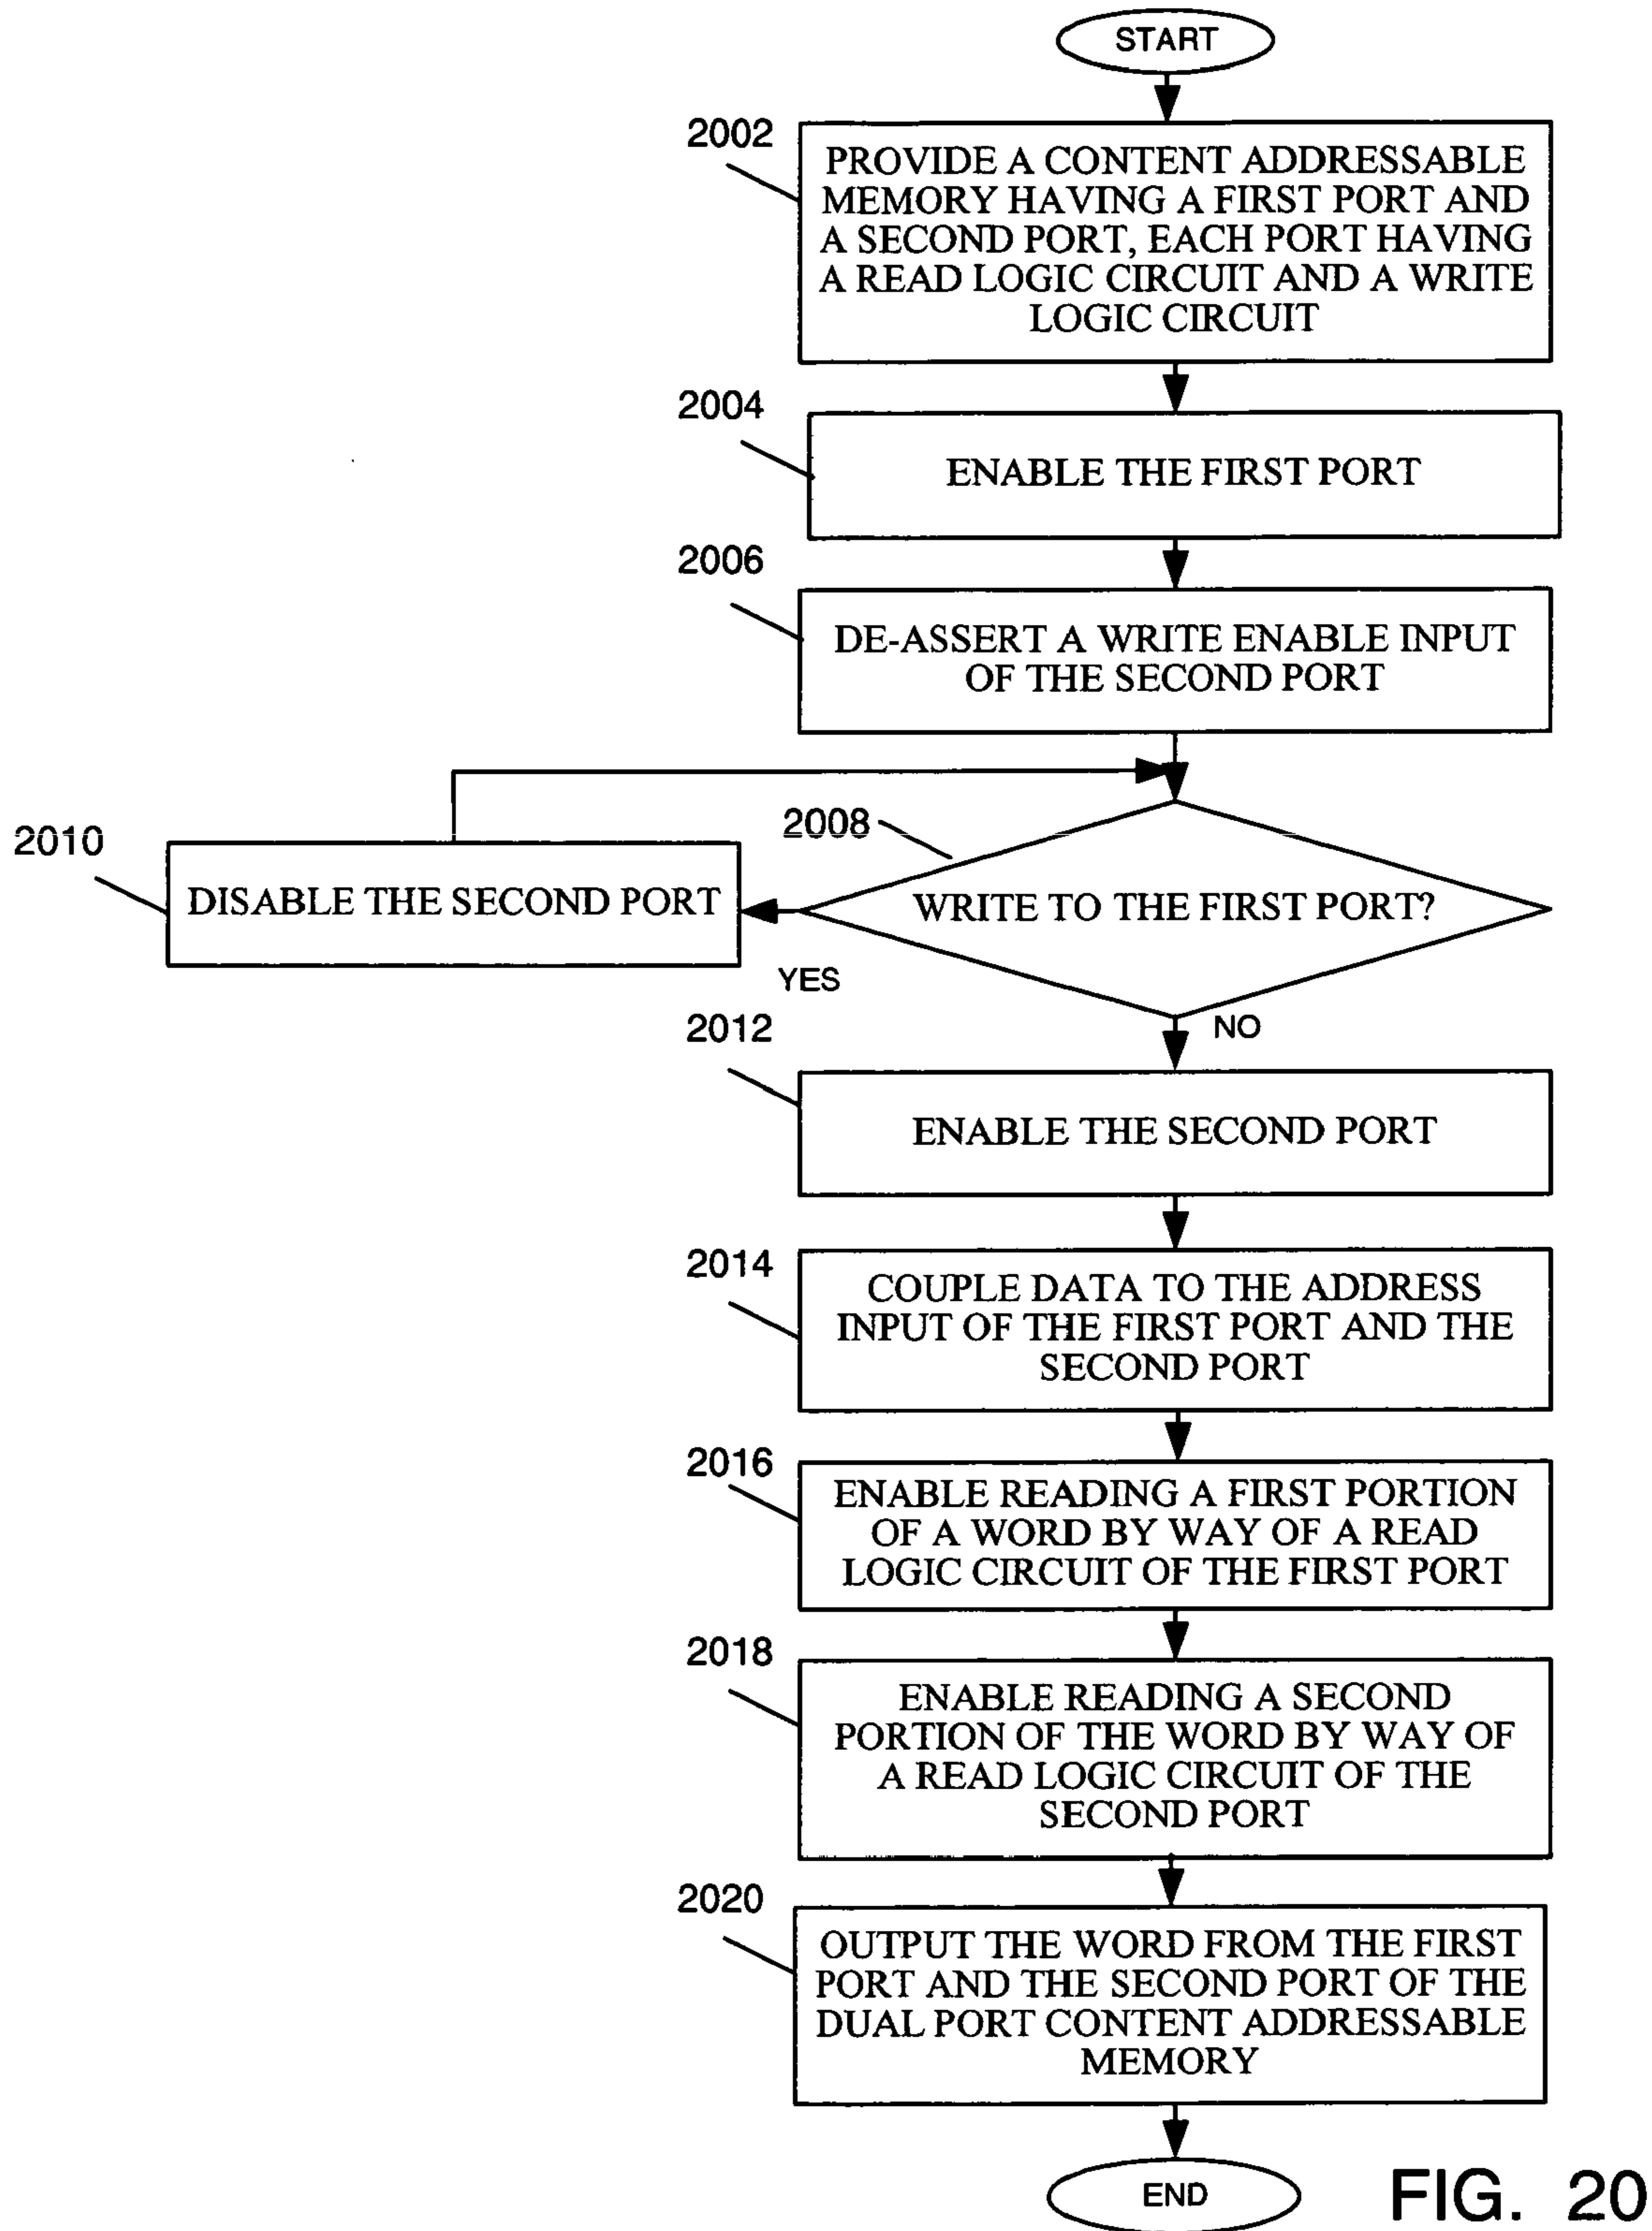 START
2002
PROVIDE A CONTENT ADDRESSABLE
MEMORY HAVING A FIRST PORT AND
A SECOND PORT, EACH PORT HAVING
A READ LOGIC CIRCUIT AND A WRITE
LOGIC CIRCUIT
2004
ENABLE THE FIRST PORT
2006
DE-ASSERT A WRITE ENABLE INPUT
OF THE SECOND PORT
2008
WRITE TO THE FIRST PORT?
2010
DISABLE THE SECOND PORT
YES
NO
2012
ENABLE THE SECOND PORT
2014
COUPLE DATA TO THE ADDRESS
INPUT OF THE FIRST PORT AND THE
SECOND PORT
2016
ENABLE READING A FIRST PORTION
OF A WORD BY WAY OF A READ
LOGIC CIRCUIT OF THE FIRST PORT
2018
ENABLE READING A SECOND
PORTION OF THE WORD BY WAY OF
A READ LOGIC CIRCUIT OF THE
SECOND PORT
2020
OUTPUT THE WORD FROM THE FIRST
PORT AND THE SECOND PORT OF THE
DUAL PORT CONTENT ADDRESSABLE
MEMORY
END
FIG. 20